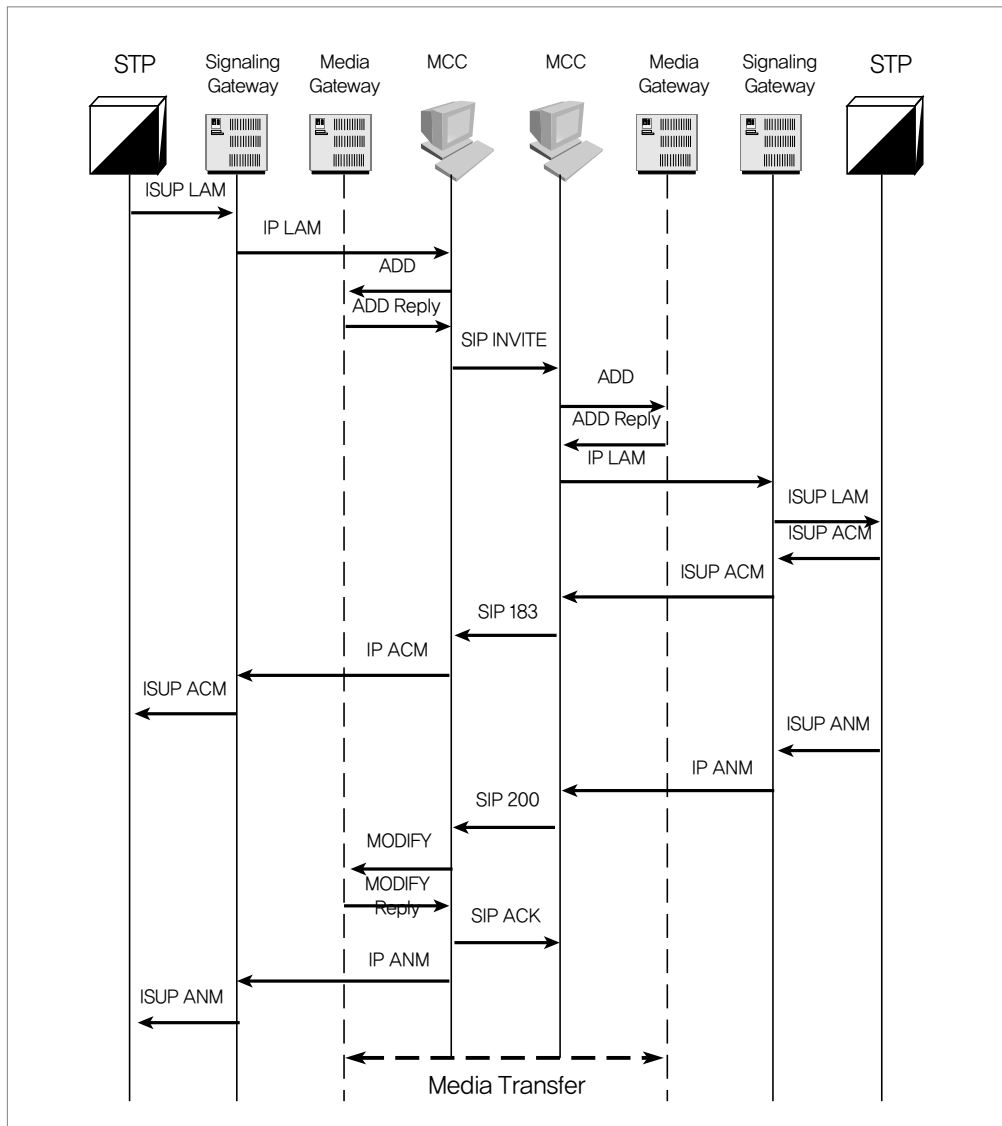 STP
Signaling
Gateway
Media
Gateway
MCC
MCC
Media
Gateway
Signaling
Gateway
STP
ISUP LAM
IP LAM
ADD
ADD Reply
SIP INVITE
ADD
ADD Reply
IP LAM
ISUP LAM
ISUP ACM
ISUP ACM
SIP 183
IP ACM
ISUP ACM
ISUP ANM
IP ANM
SIP 200
MODIFY
MODIFY
Reply
SIP ACK
IP ANM
ISUP ANM
Media Transfer